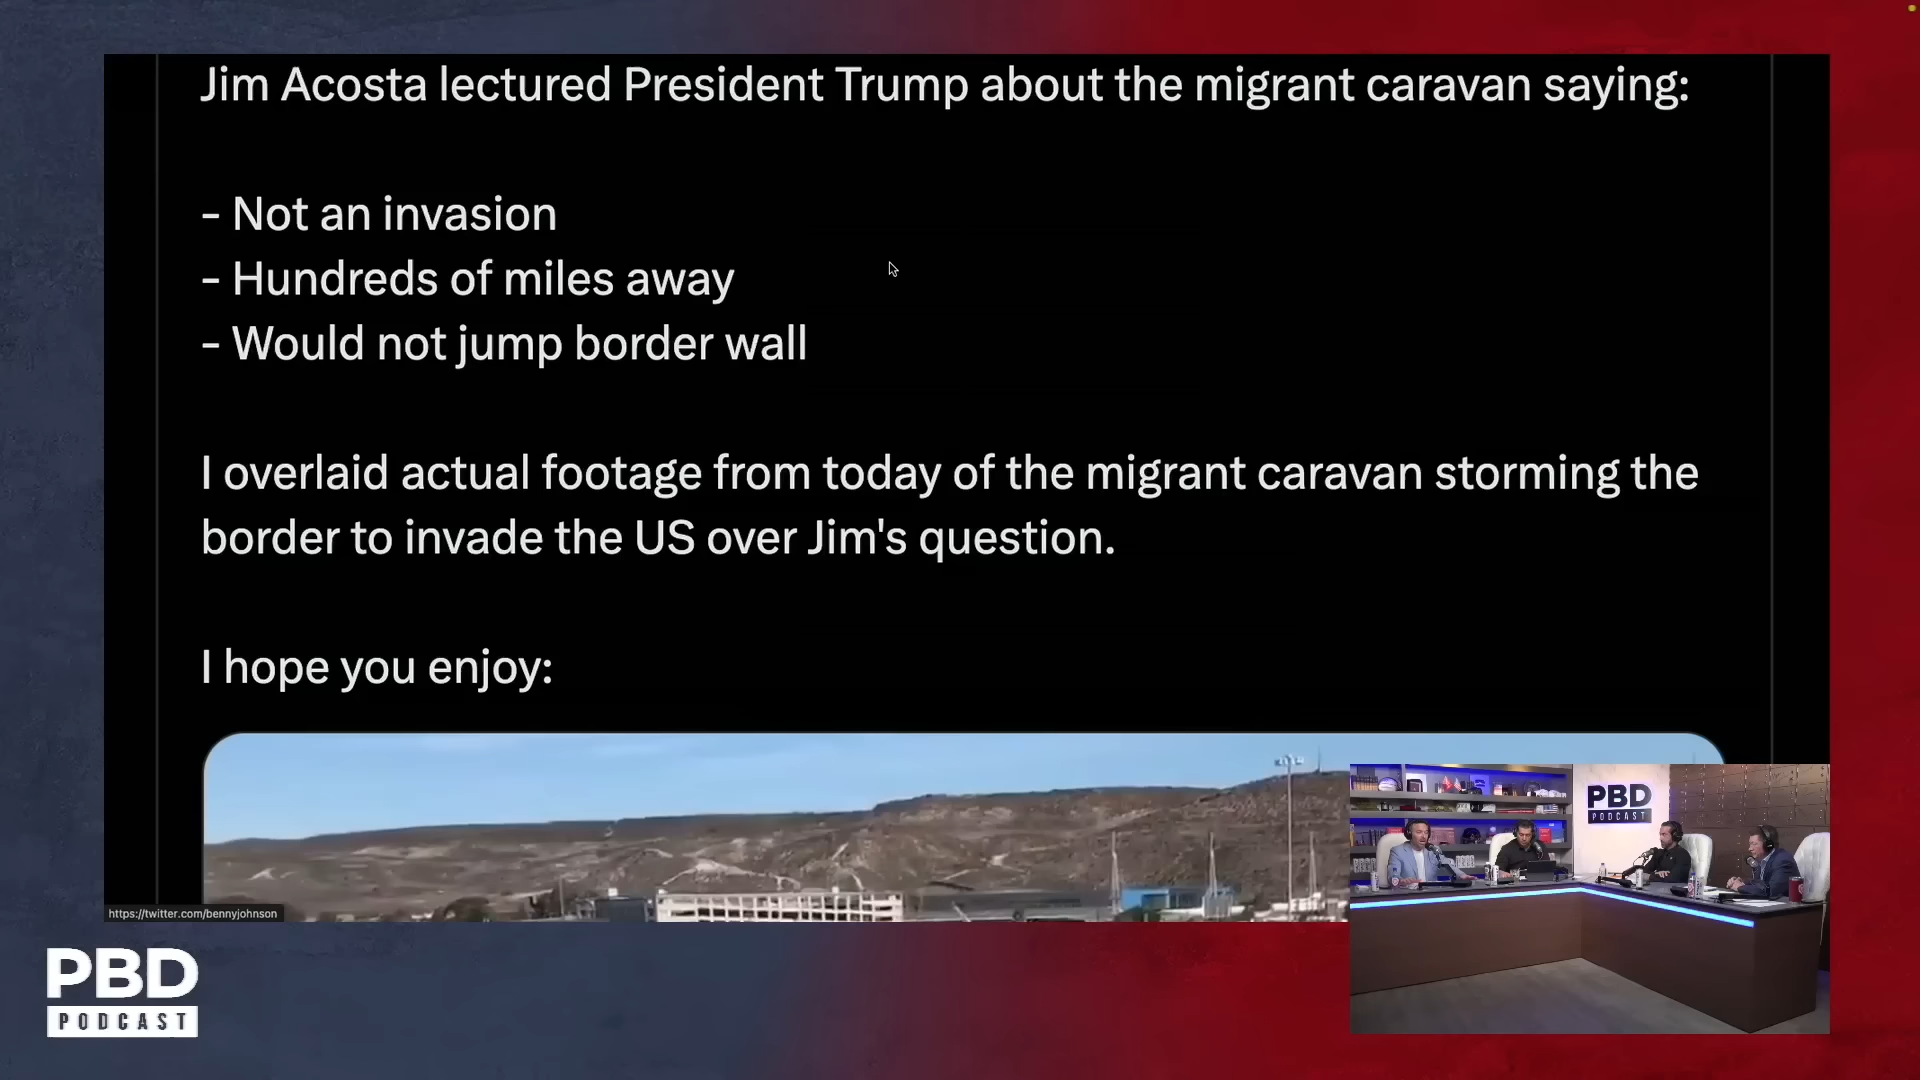 Jim Acosta lectured President Trump about the migrant caravan saying:
- Not an invasion
- Hundreds of miles away
- Would not jump border wall
I overlaid actual footage from today of the migrant caravan storming the
border to invade the US over Jim's question.
I hope you enjoy:
PBD
PODCAST
https://twitter.com/bennyjohnson
PBD
PODCAST